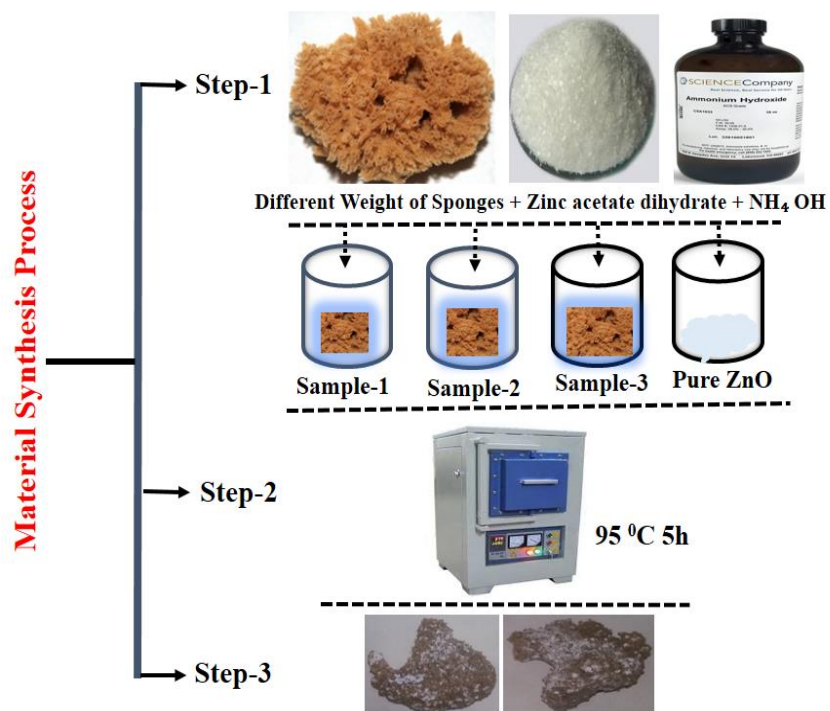 Material Synthesis Process
Step-1
SCIENCECompany
Ammonium Hydroxide
Different Weight of Sponges + Zinc acetate dihydrate + NH₄ OH
Sample-1
Sample-2
Sample-3
Pure ZnO
Step-2
95 ⁰C 5h
Step-3